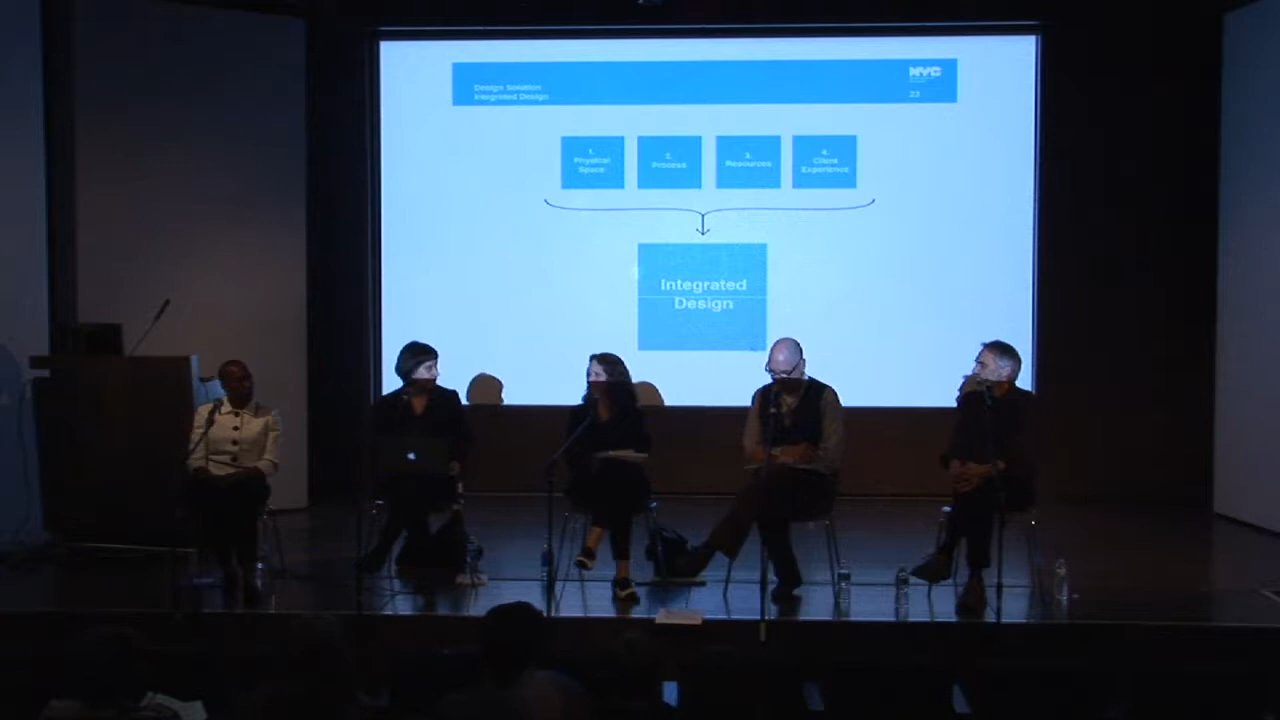 Design Solution
Integrated Design
NYC
23
1.
Physical
Space
2.
Process
3.
Resources
4.
Client
Experience
Integrated
Design